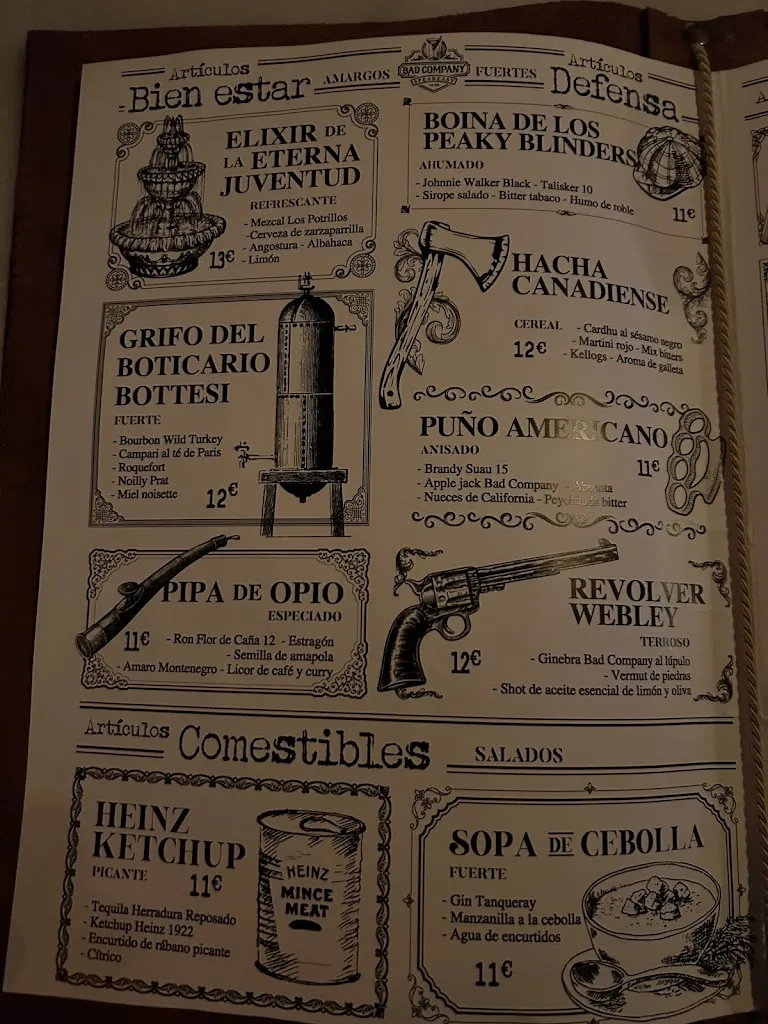 Artículos
Bien estar
AMARGOS
BAD COMPANY
SPEAKEASY
FUERTES
Artículos
Defensa
ELIXIR DE
LA ETERNA
JUVENTUD
REFRESCANTE
- Mezcal Los Potrillos
- Cerveza de zarzaparrilla
- Angostura - Albahaca
- Limón
13€
GRIFO DEL
BOTICARIO
BOTTESI
FUERTE
- Bourbon Wild Turkey
- Campari al té de Paris
- Roquefort
- Noilly Prat
- Miel noisette
12€
PIPA DE OPIO
ESPECIADO
11€
- Ron Flor de Caña 12 - Estragón
- Semilla de amapola
- Amaro Montenegro - Licor de café y curry
BOINA DE LOS
PEAKY BLINDERS
AHUMADO
- Johnnie Walker Black - Talisker 10
- Sirope salado - Bitter tabaco - Humo de roble
11€
HACHA
CANADIENSE
CEREAL
- Cardhu al sésamo negro
- Martini rojo - Mix bitters
- Kellogs - Aroma de galleta
12€
PUÑO AMERICANO
ANISADO
11€
- Brandy Suau 15
- Apple jack Bad Company - Absenta
- Nueces de California - Peychaud's bitter
REVOLVER
WEBLEY
TERROSO
12€
- Ginebra Bad Company al lúpulo
- Vermut de piedras
- Shot de aceite esencial de limón y oliva
Artículos
Comestibles
SALADOS
HEINZ
KETCHUP
PICANTE
11€
- Tequila Herradura Reposado
- Ketchup Heinz 1922
- Encurtido de rábano picante
- Cítrico
HEINZ
MINCE
MEAT
SOPA DE CEBOLLA
FUERTE
- Gin Tanqueray
- Manzanilla a la cebolla
- Agua de encurtidos
11€